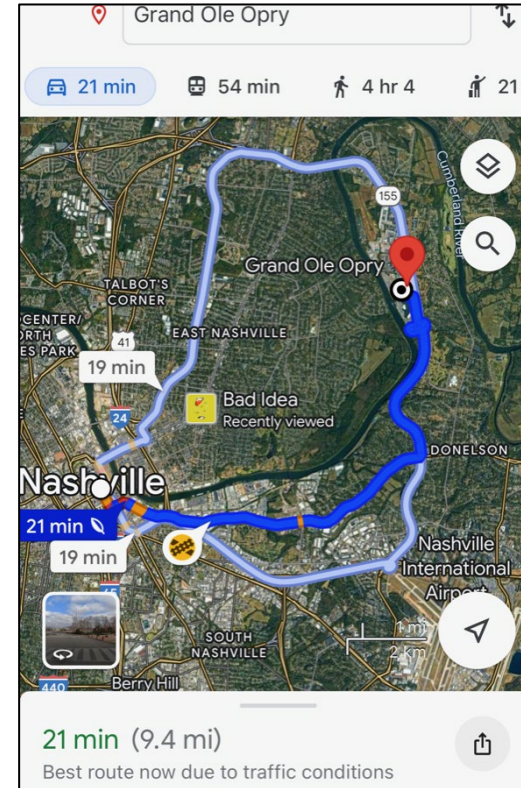 Grand Ole Opry
21 min
54 min
4 hr 4
21
155
Cumberland River
Grand Ole Opry
TALBOT'S
CORNER
CENTER/
ORTH
ES PARK
41
EAST NASHVILLE
19 min
Bad Idea
Recently viewed
24
DONELSON
Nashville
21 min
19 min
Nashville
International
Airport
SOUTH
NASHVILLE
1 mi
2 km
440
Berry Hill
21 min (9.4 mi)
Best route now due to traffic conditions